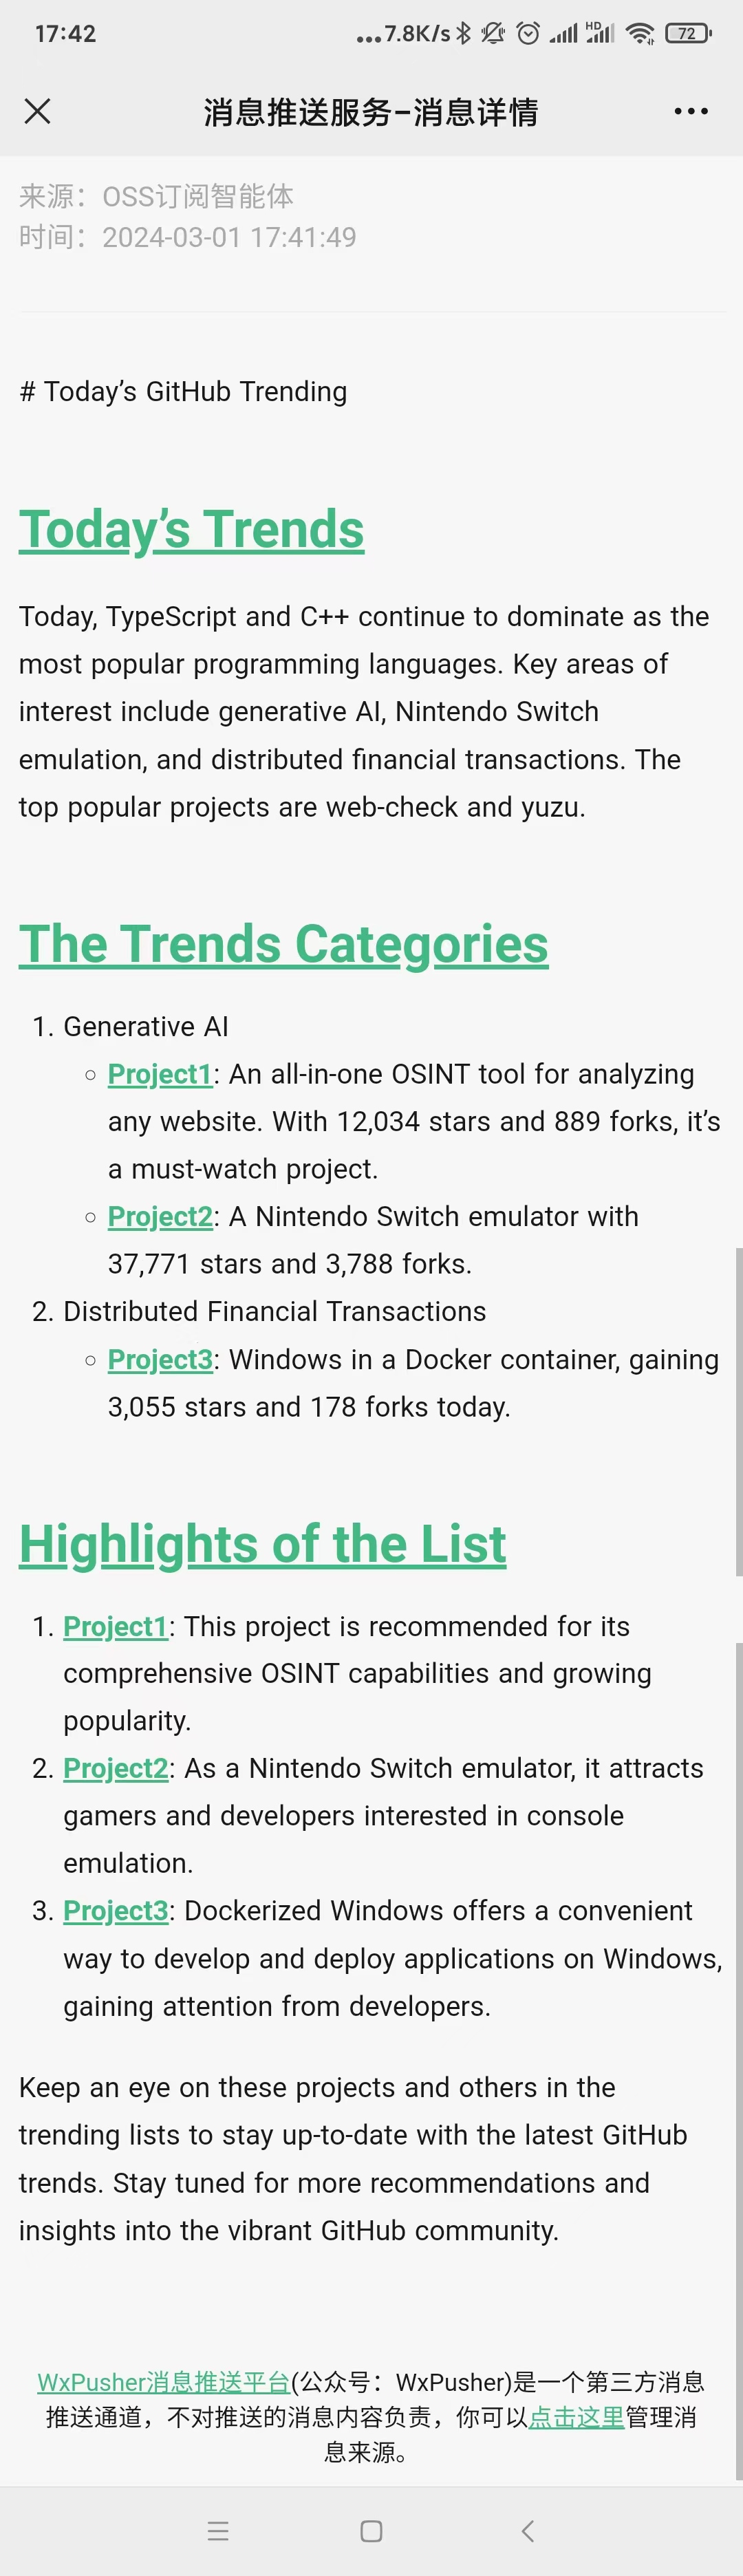 17:42
...7.8K/s
HD
72
消息推送服务-消息详情
来源：OSS订阅智能体
时间：2024-03-01 17:41:49
# Today’s GitHub Trending
Today’s Trends
Today, TypeScript and C++ continue to dominate as the
most popular programming languages. Key areas of
interest include generative AI, Nintendo Switch
emulation, and distributed financial transactions. The
top popular projects are web-check and yuzu.
The Trends Categories
1. Generative AI
Project1: An all-in-one OSINT tool for analyzing
any website. With 12,034 stars and 889 forks, it’s
a must-watch project.
Project2: A Nintendo Switch emulator with
37,771 stars and 3,788 forks.
2. Distributed Financial Transactions
Project3: Windows in a Docker container, gaining
3,055 stars and 178 forks today.
Highlights of the List
1. Project1: This project is recommended for its
comprehensive OSINT capabilities and growing
popularity.
2. Project2: As a Nintendo Switch emulator, it attracts
gamers and developers interested in console
emulation.
3. Project3: Dockerized Windows offers a convenient
way to develop and deploy applications on Windows,
gaining attention from developers.
Keep an eye on these projects and others in the
trending lists to stay up-to-date with the latest GitHub
trends. Stay tuned for more recommendations and
insights into the vibrant GitHub community.
WxPusher消息推送平台(公众号：WxPusher)是一个第三方消息
推送通道，不对推送的消息内容负责，你可以点击这里管理消
息来源。